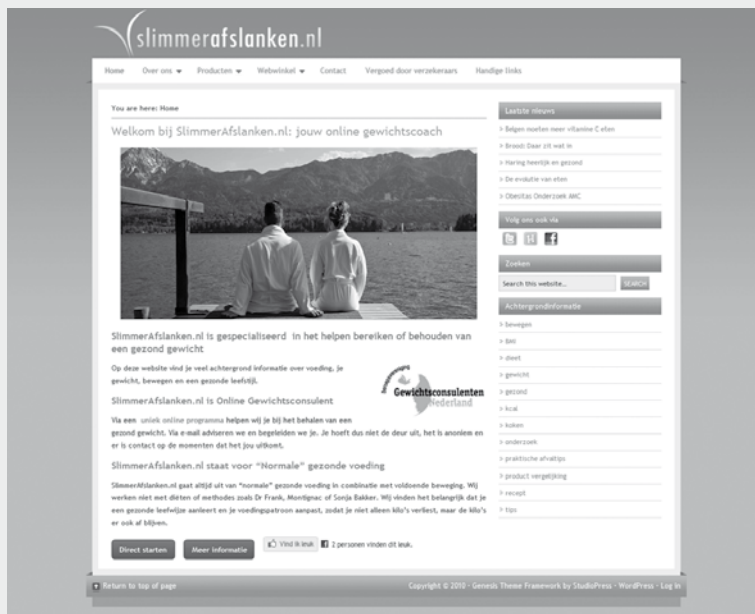 slimmerafslanken.nl
Home Over ons Producten Webwinkel Contact Vergoed door verzekeraars Handige links
You are here: Home
Welkom bij SlimmerAfslanken.nl: jouw online gewichtscoach
SlimmerAfslanken.nl is gespecialiseerd in het helpen bereiken of behouden van
een gezond gewicht
Op deze website vind je veel achtergrond informatie over voeding, je
gewicht, bewegen en een gezonde leefstijl.
Gewichtsconsulenten
Nederland
SlimmerAfslanken.nl is Online Gewichtsconsulent
Via een uniek online programma helpen wij je bij het behalen van een
gezond gewicht. Via e-mail adviseren we en begeleiden we je. Je hoeft dus niet de deur uit, het is anoniem en
er is contact op de momenten dat het jou uitkomt.
SlimmerAfslanken.nl staat voor “Normale” gezonde voeding
SlimmerAfslanken.nl gaat altijd uit van “normale” gezonde voeding in combinatie met voldoende beweging. Wij
werken niet met diëten of methodes zoals Dr Frank, Montignac of Sonja Bakker. Wij vinden het belangrijk dat je
een gezonde leefwijze aanleert en je voedingspatroon aanpast, zodat je niet alleen kilo's verliest, maar de kilo's
er ook af blijven.
Direct starten Meer informatie Vind ik leuk 2 personen vinden dit leuk.
Laatste nieuws
» Belgen moeten meer vitamine C eten
» Brood: Daar zit wat in
» Haring heerlijk en gezond
» De evolutie van eten
» Obesitas Onderzoek AMC
Volg ons ook via
Zoeken
Search this website... SEARCH
Achtergrondinformatie
» bewegen
» BMI
» dieet
» gewicht
» gezond
» kcal
» koken
» onderzoek
» praktische afvaltips
» product vergelijking
» recept
» tips
Return to top of page Copyright © 2010 · Genesis Theme Framework by StudioPress · WordPress · Log in